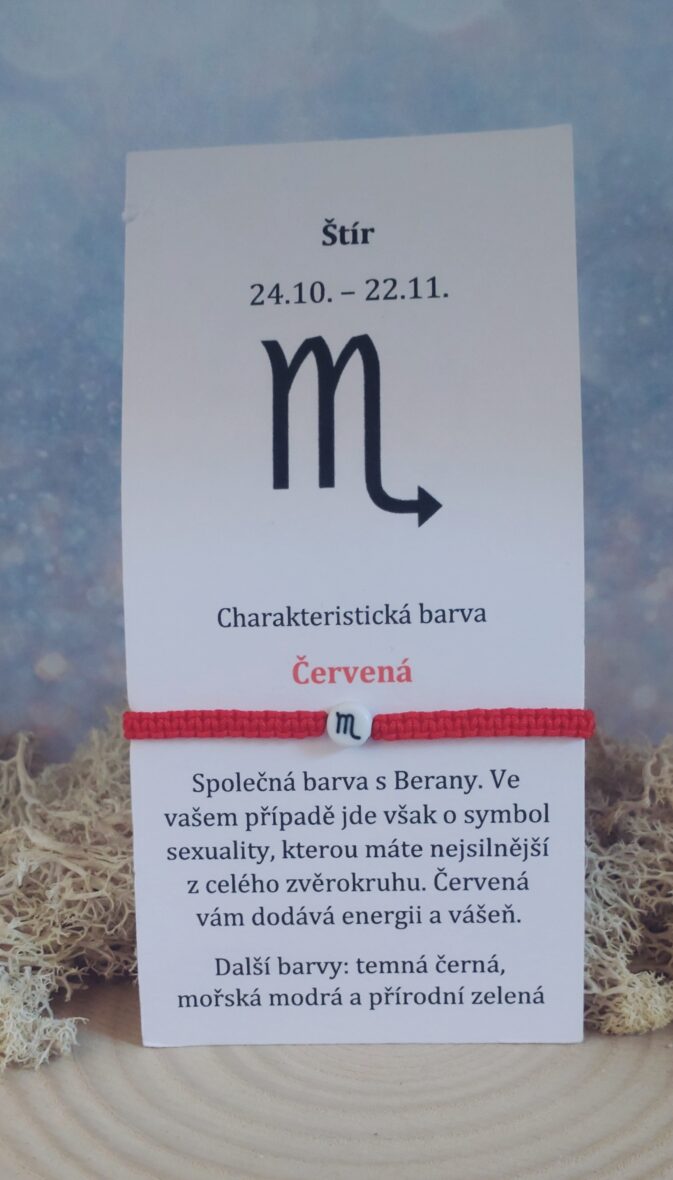 Štír
24.10. – 22.11.
Charakteristická barva
Červená
Společná barva s Berany. Ve
vašem případě jde však o symbol
sexuality, kterou máte nejsilnější
z celého zvěrokruhu. Červená
vám dodává energii a vášeň.
Další barvy: temná černá,
mořská modrá a přírodní zelená